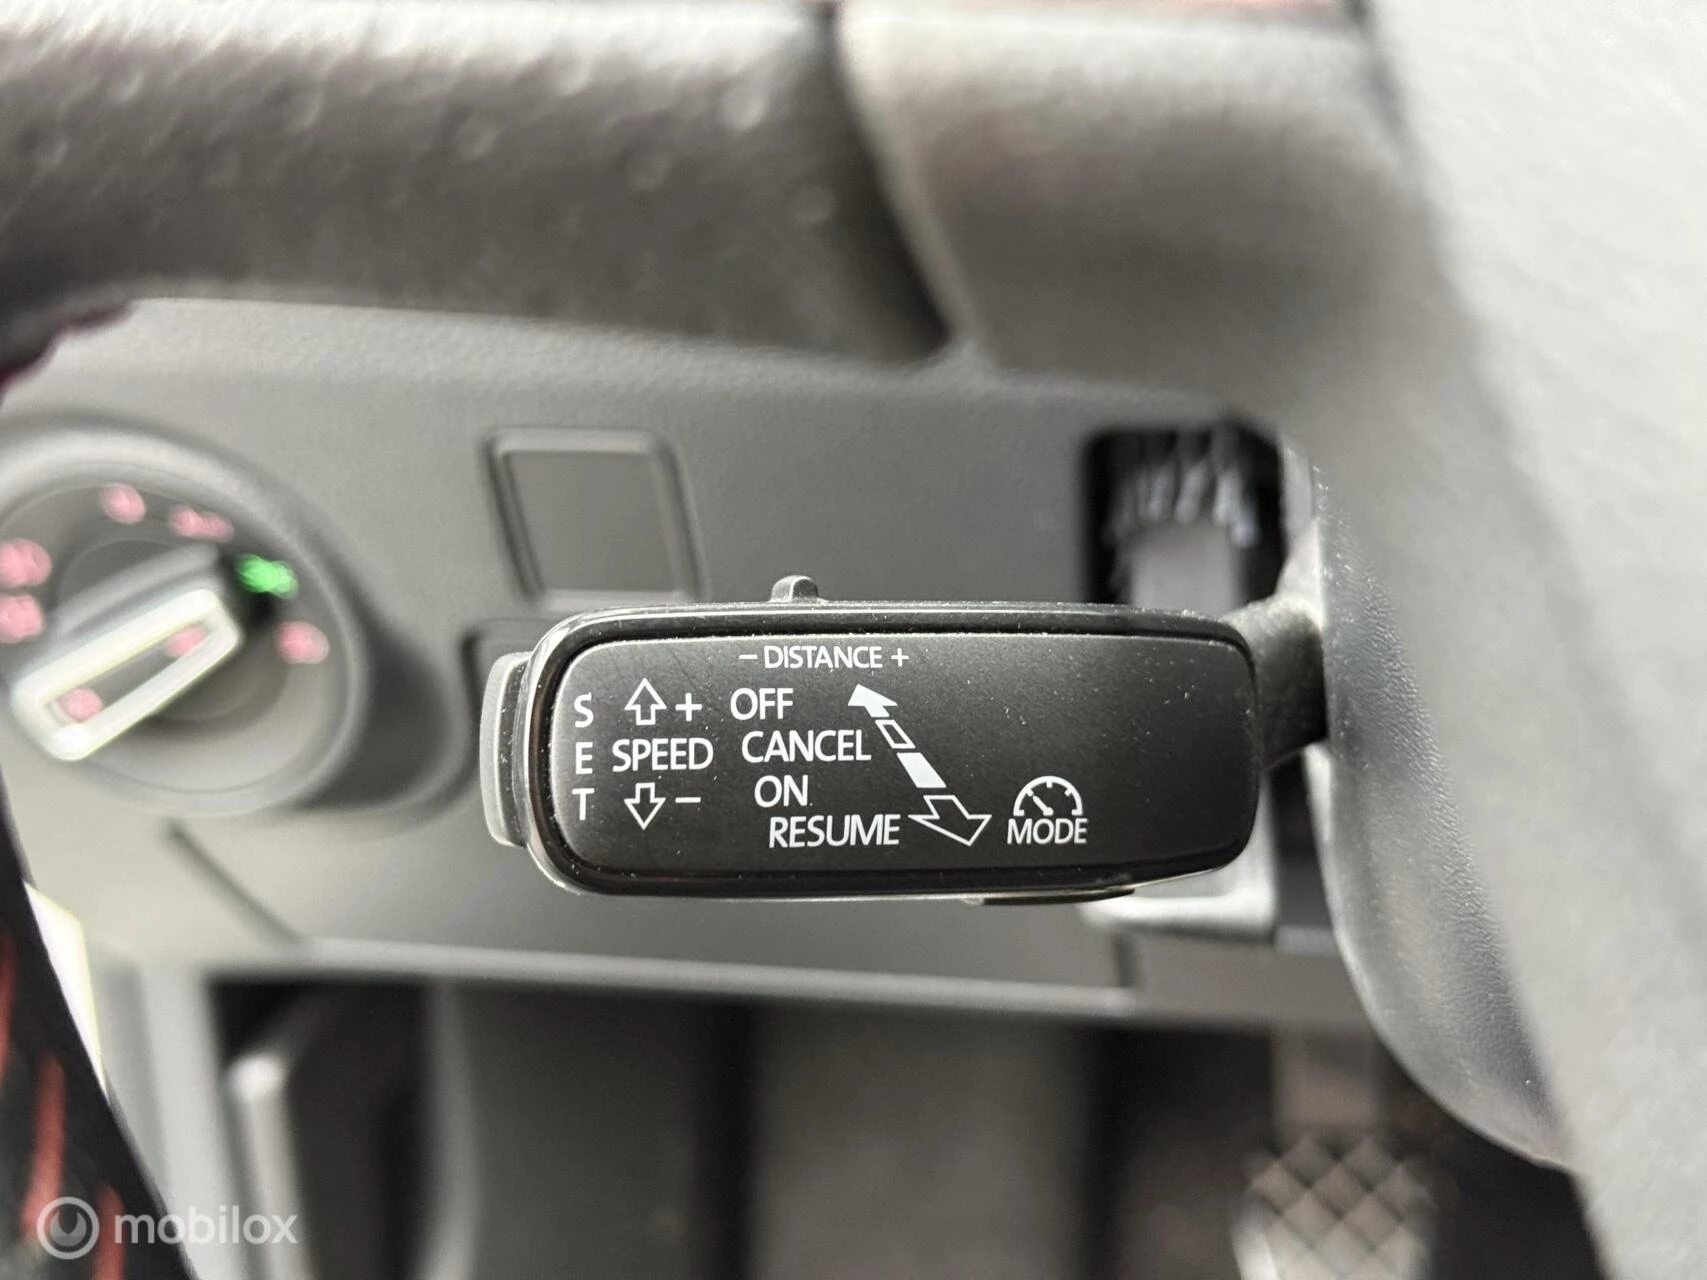 – DISTANCE +
S + OFF
E SPEED CANCEL
T – ON
RESUME MODE
mobilox